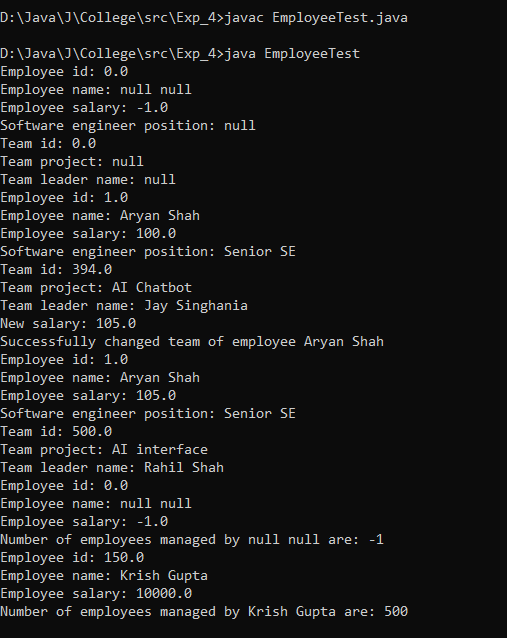 D:\Java\J\College\src\Exp_4>javac EmployeeTest.java
D:\Java\J\College\src\Exp_4>java EmployeeTest
Employee id: 0.0
Employee name: null null
Employee salary: -1.0
Software engineer position: null
Team id: 0.0
Team project: null
Team leader name: null
Employee id: 1.0
Employee name: Aryan Shah
Employee salary: 100.0
Software engineer position: Senior SE
Team id: 394.0
Team project: AI Chatbot
Team leader name: Jay Singhania
New salary: 105.0
Successfully changed team of employee Aryan Shah
Employee id: 1.0
Employee name: Aryan Shah
Employee salary: 105.0
Software engineer position: Senior SE
Team id: 500.0
Team project: AI interface
Team leader name: Rahil Shah
Employee id: 0.0
Employee name: null null
Employee salary: -1.0
Number of employees managed by null null are: -1
Employee id: 150.0
Employee name: Krish Gupta
Employee salary: 10000.0
Number of employees managed by Krish Gupta are: 500